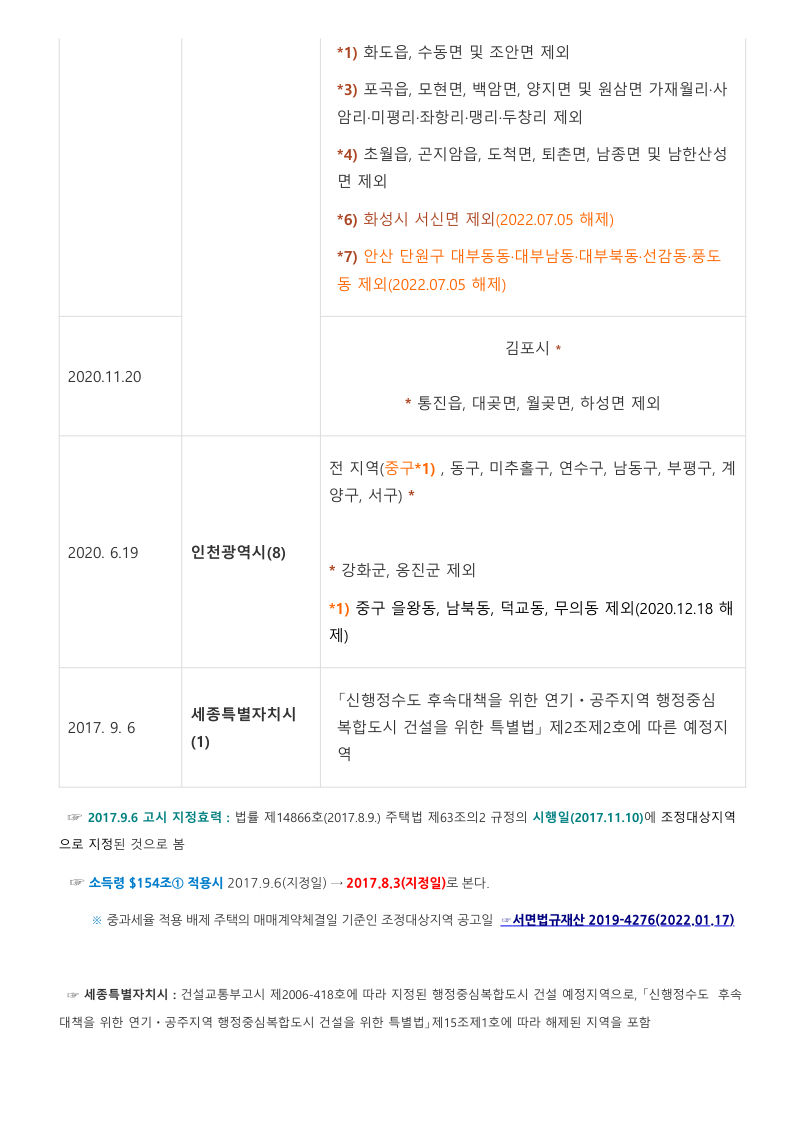 *1) 화도읍, 수동면 및 조안면 제외
*3) 포곡읍, 모현면, 백암면, 양지면 및 원삼면 가재월리·사
암리·미평리·좌항리·맹리·두창리 제외
*4) 초월읍, 곤지암읍, 도척면, 퇴촌면, 남종면 및 남한산성
면 제외
*6) 화성시 서신면 제외(2022.07.05 해제)
*7) 안산 단원구 대부동동·대부남동·대부북동·선감동·풍도
동 제외(2022.07.05 해제)
2020.11.20
김포시 *
* 통진읍, 대곶면, 월곶면, 하성면 제외
2020. 6.19
인천광역시(8)
전 지역(중구*1) , 동구, 미추홀구, 연수구, 남동구, 부평구, 계
양구, 서구) *
* 강화군, 옹진군 제외
*1) 중구 을왕동, 남북동, 덕교동, 무의동 제외(2020.12.18 해
제)
2017. 9. 6
세종특별자치시
(1)
「신행정수도 후속대책을 위한 연기・공주지역 행정중심
복합도시 건설을 위한 특별법」 제2조제2호에 따른 예정지
역
☞ 2017.9.6 고시 지정효력 : 법률 제14866호(2017.8.9.) 주택법 제63조의2 규정의 시행일(2017.11.10)에 조정대상지역
으로 지정된 것으로 봄
☞ 소득령 $154조① 적용시 2017.9.6(지정일) → 2017.8.3(지정일)로 본다.
※ 중과세율 적용 배제 주택의 매매계약체결일 기준인 조정대상지역 공고일 ☞서면법규재산 2019-4276(2022.01.17)
☞ 세종특별자치시 : 건설교통부고시 제2006-418호에 따라 지정된 행정중심복합도시 건설 예정지역으로, 「신행정수도 후속
대책을 위한 연기・공주지역 행정중심복합도시 건설을 위한 특별법」제15조제1호에 따라 해제된 지역을 포함